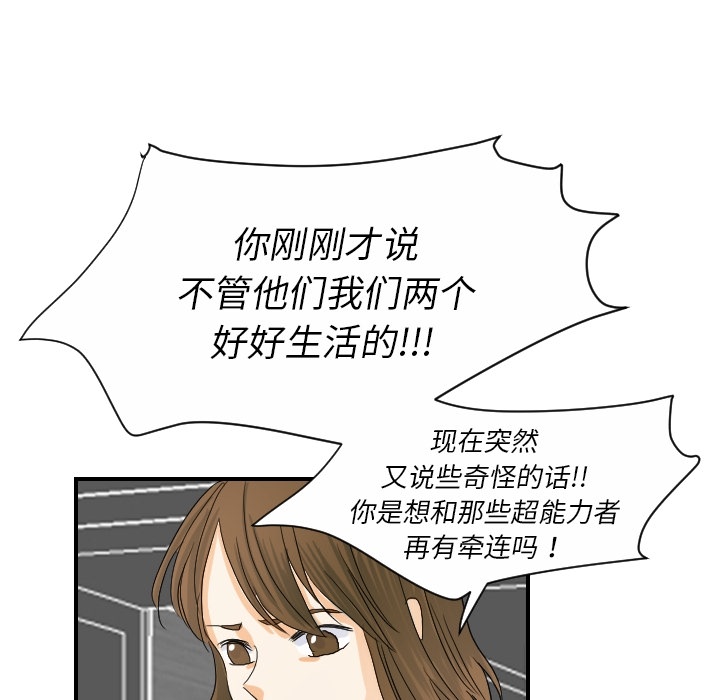 你刚刚才说
不管他们我们两个
好好生活的!!!
现在突然
又说些奇怪的话!!
你是想和那些超能力者
再有牵连吗！